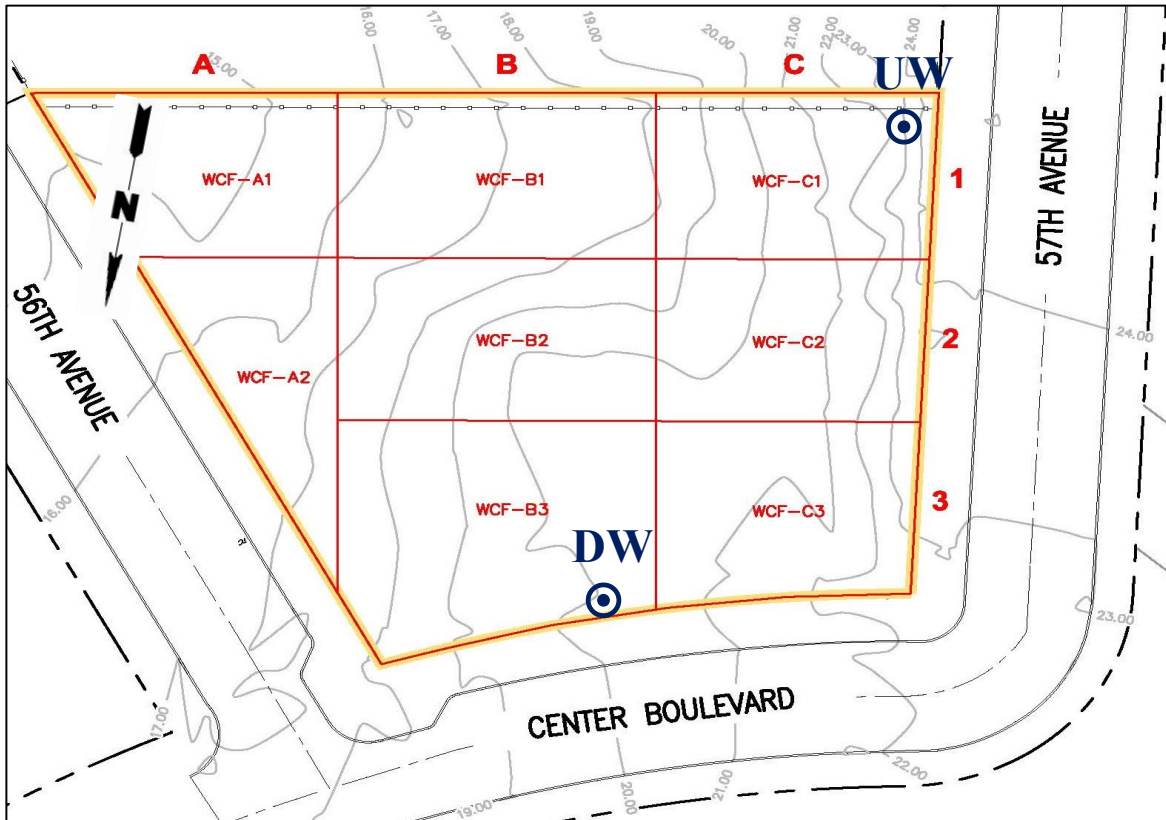 16.00
17.00
18.00
19.00
20.00
21.00
22.00
23.00
24.00
A
15.00
B
C
UW
WCF-A1
WCF-B1
WCF-C1
1
N
57TH AVENUE
56TH AVENUE
WCF-A2
WCF-B2
WCF-C2
2
24.00
16.00
WCF-B3
WCF-C3
3
DW
23.00
17.00
CENTER BOULEVARD
22.00
21.00
20.00
19.00